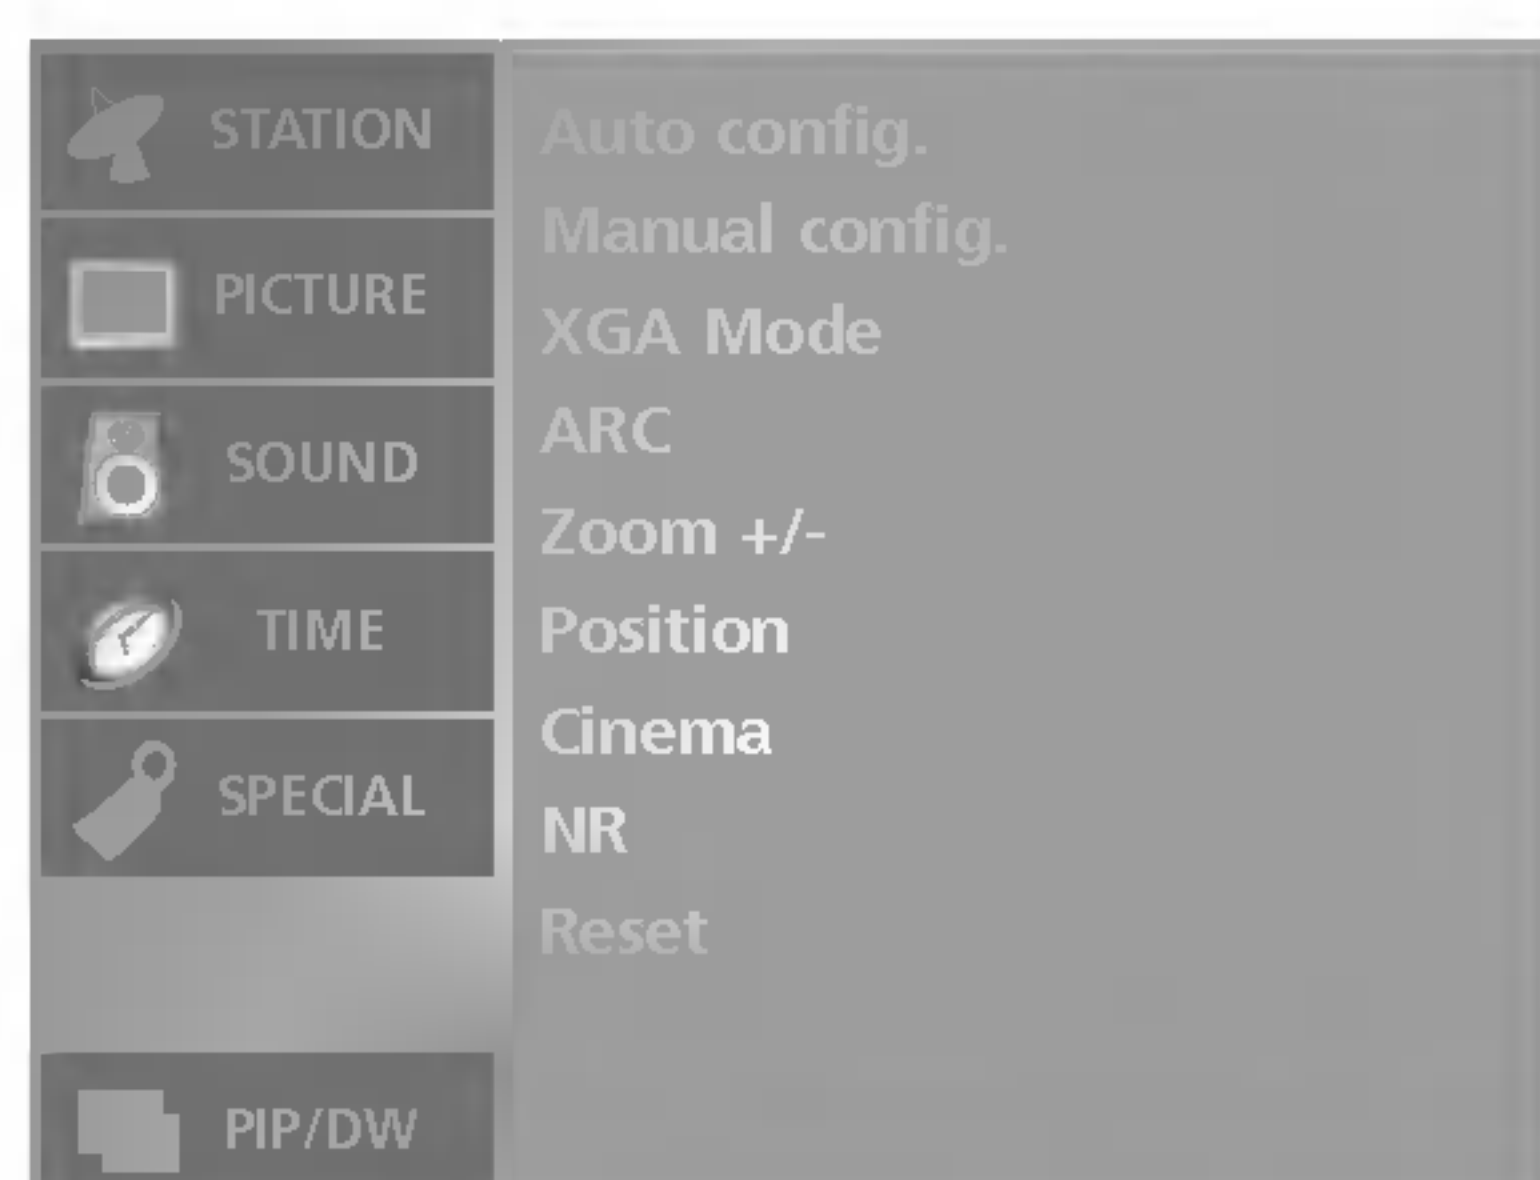 STATION
PICTURE
SOUND
TIME
SPECIAL
PIP/DW
Auto config.
Manual config.
XGA Mode
ARC
Zoom +/-
Position
Cinema
NR
Reset